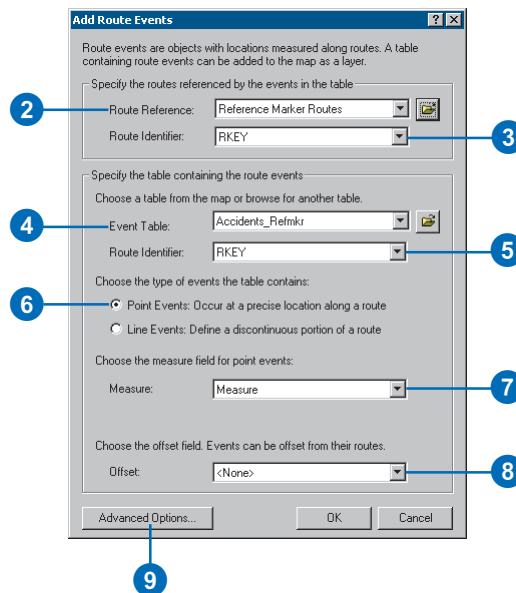 Add Route Events
Route events are objects with locations measured along routes. A table
containing route events can be added to the map as a layer.
Specify the routes referenced by the events in the table
2
Route Reference: Reference Marker Routes
Route Identifier: RKEY
3
Specify the table containing the route events
Choose a table from the map or browse for another table.
4
Event Table: Accidents_Refmkr
Route Identifier: RKEY
5
Choose the type of events the table contains:
6
Point Events: Occur at a precise location along a route
Line Events: Define a discontinuous portion of a route
Choose the measure field for point events:
Measure: Measure
7
Choose the offset field. Events can be offset from their routes.
Offset: <None>
8
Advanced Options... OK Cancel
9